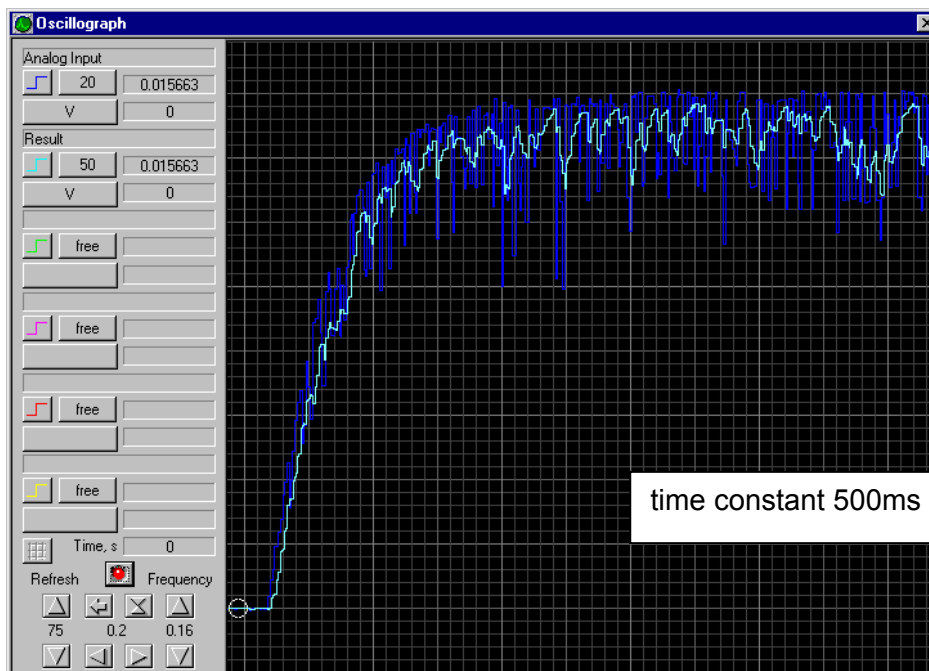 Oscillograph
Analog Input
20 0.015663
V 0
Result
50 0.015663
V 0
free
free
free
free
Time, s 0
Refresh Frequency
75 0.2 0.16
time constant 500ms